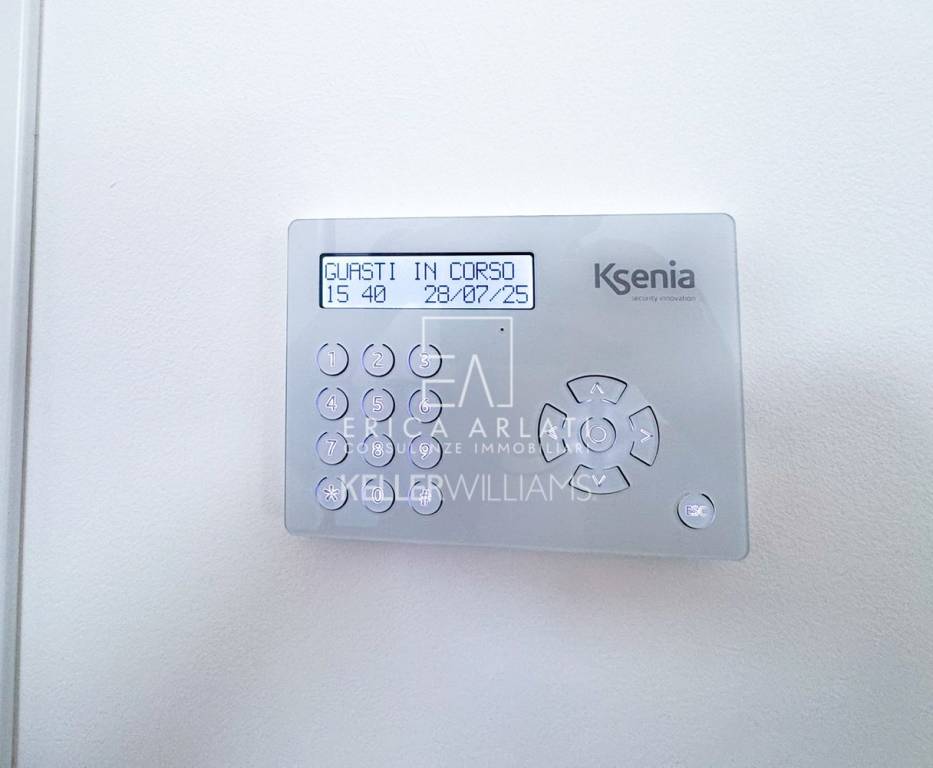 GUASTI IN CORSO
15 40 28/07/25
Ksenia
security innovation
1 2 3
4 5 6
7 8 9
* 0 #
ESC
EA
ERICA ARLATI
CONSULENZE IMMOBILIARI
KELLERWILLIAMS